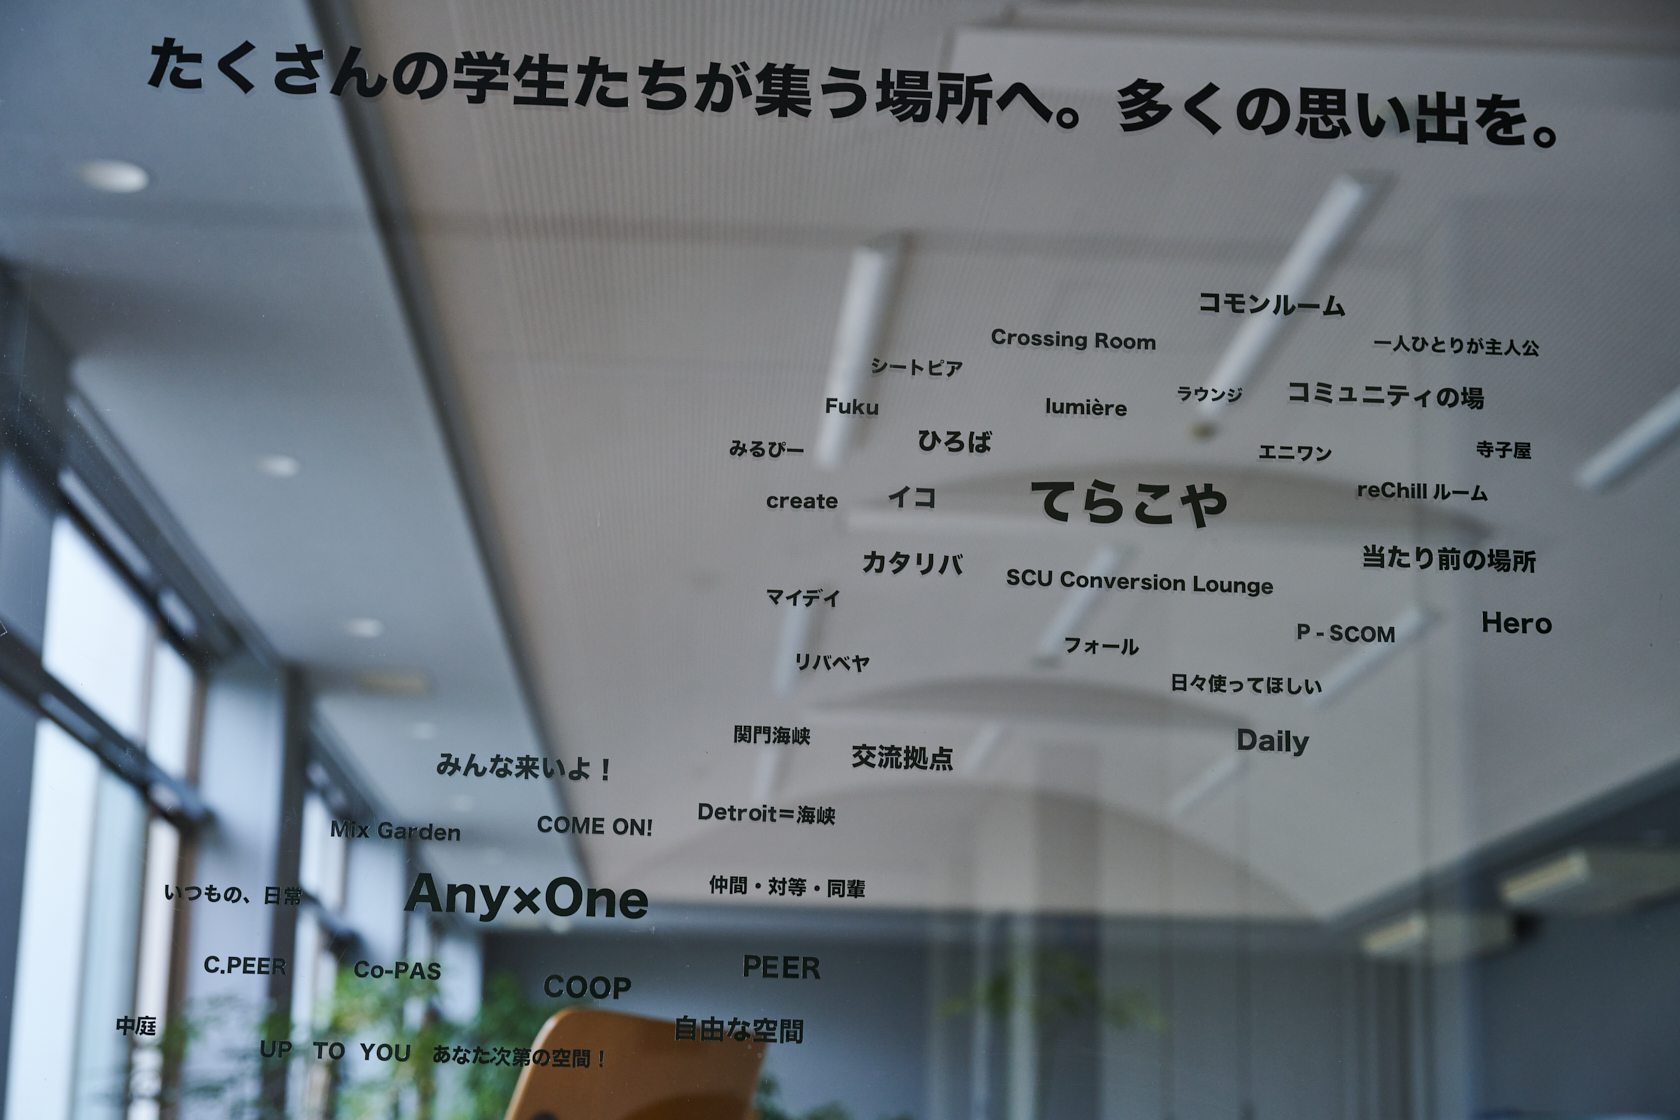 たくさんの学生たちが集う場所へ。多くの思い出を。
コモンルーム
Crossing Room
一人ひとりが主人公
シートピア
Fuku
lumière
ラウンジ
コミュニティの場
みるぴー
ひろば
エニワン
寺子屋
create
イコ
てらこや
reChill ルーム
カタリバ
SCU Conversion Lounge
当たり前の場所
マイデイ
Hero
P - SCOM
フォール
リバベヤ
日々使ってほしい
関門海峡
交流拠点
Daily
みんな来いよ！
Mix Garden
COME ON!
Detroit=海峡
いつもの、日常
Any×One
仲間・対等・同輩
C.PEER
Co-PAS
COOP
PEER
中庭
自由な空間
UP TO YOU あなた次第の空間！